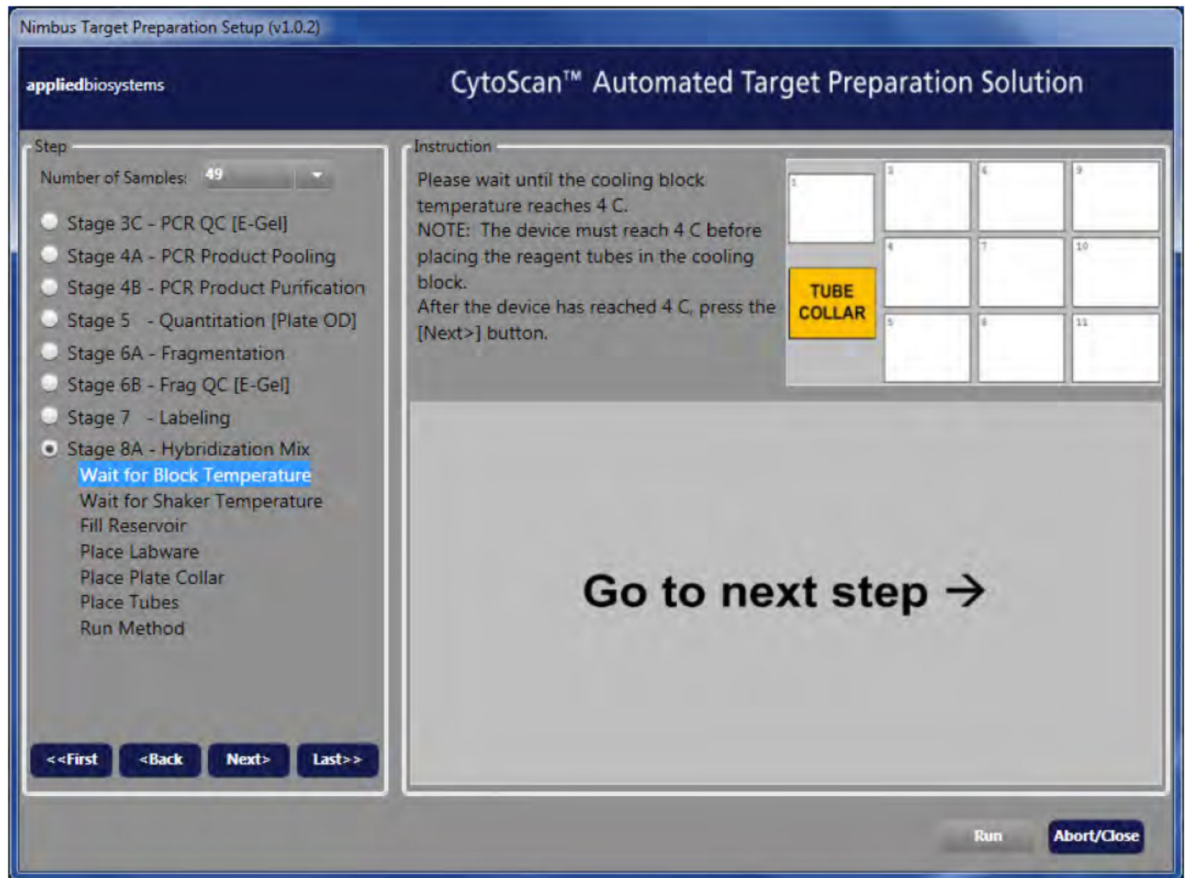 Nimbus Target Preparation Setup (v1.0.2)
appliedbiosystems
CytoScan™ Automated Target Preparation Solution
Step
Number of Samples: 49
Stage 3C - PCR QC [E-Gel]
Stage 4A - PCR Product Pooling
Stage 4B - PCR Product Purification
Stage 5 - Quantitation [Plate OD]
Stage 6A - Fragmentation
Stage 6B - Frag QC [E-Gel]
Stage 7 - Labeling
Stage 8A - Hybridization Mix
Wait for Block Temperature
Wait for Shaker Temperature
Fill Reservoir
Place Labware
Place Plate Collar
Place Tubes
Run Method
<<First
<Back
Next>
Last>>
Instruction
Please wait until the cooling block
temperature reaches 4 C.
NOTE: The device must reach 4 C before
placing the reagent tubes in the cooling
block.
After the device has reached 4 C, press the
[Next>] button.
1
9
TUBE
COLLAR
7
10
5
11
Go to next step →
Run
Abort/Close